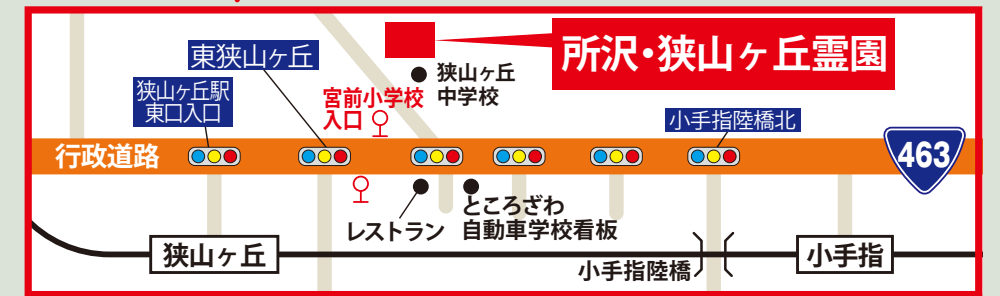 所沢・狭山ヶ丘霊園
東狭山ヶ丘
狭山ヶ丘
中学校
狭山ヶ丘駅
東口入口
宮前小学校
入口
小手指陸橋北
行政道路
463
レストラン
ところざわ
自動車学校看板
狭山ヶ丘
小手指陸橋
小手指